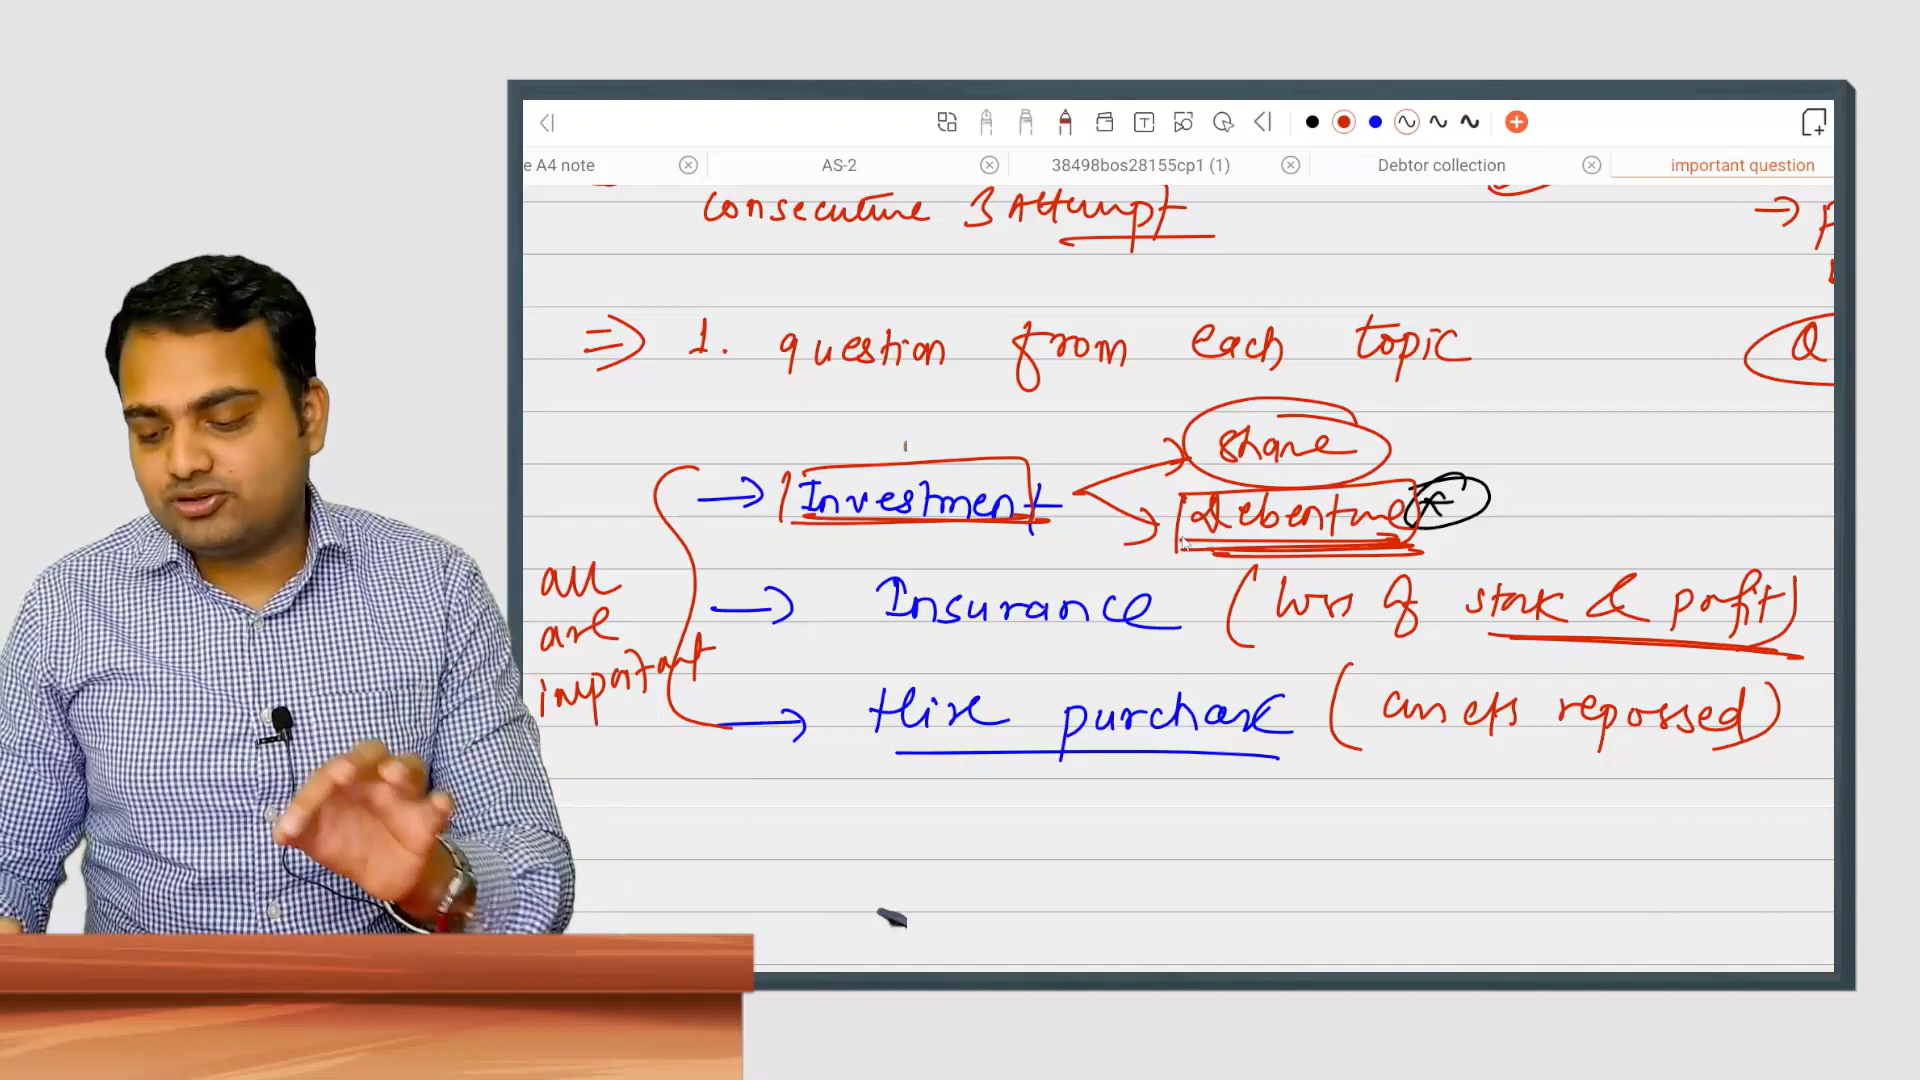 e A4 note AS-2 38498bos28155cp1 (1) Debtor collection important question
consecutive 3 Attempt
⇒ 1. question from each topic
Q
share
→ Investment
Debenture
→ Insurance (loss of stock & profit)
all are important
→ Hire purchase (assets repossed)